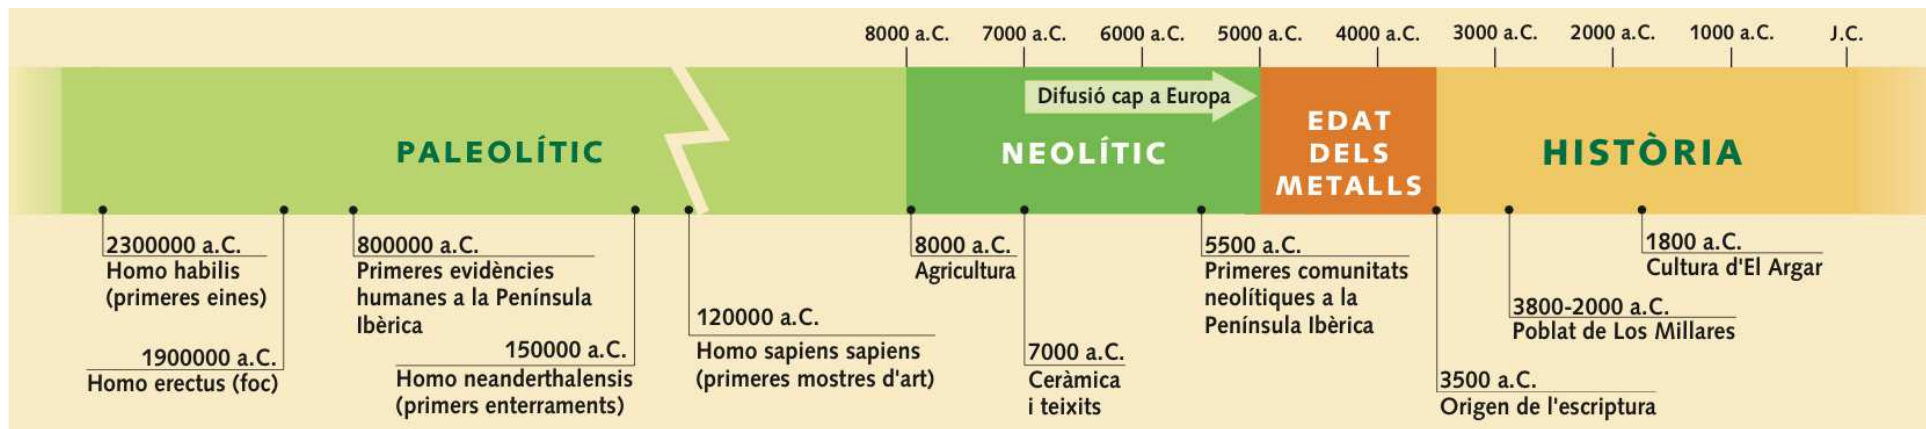 8000 a.C. 7000 a.C. 6000 a.C. 5000 a.C. 4000 a.C. 3000 a.C. 2000 a.C. 1000 a.C. J.C.
Difusió cap a Europa
PALEOLÍTIC
NEOLÍTIC
EDAT
DELS
METALLS
HISTÒRIA
2300000 a.C.
Homo habilis
(primeres eines)
1900000 a.C.
Homo erectus (foc)
800000 a.C.
Primeres evidències
humanes a la Península
Ibèrica
150000 a.C.
Homo neanderthalensis
(primers enterraments)
120000 a.C.
Homo sapiens sapiens
(primeres mostres d'art)
8000 a.C.
Agricultura
7000 a.C.
Ceràmica
i teixits
5500 a.C.
Primeres comunitats
neolítiques a la
Península Ibèrica
3500 a.C.
Origen de l'escriptura
3800-2000 a.C.
Poblat de Los Millares
1800 a.C.
Cultura d'El Argar